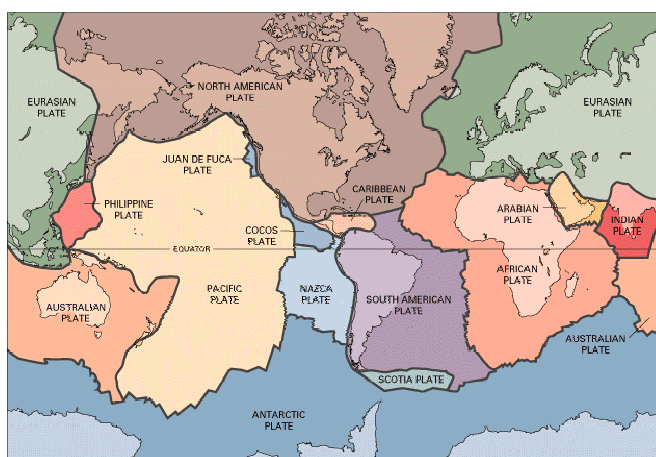 NORTH AMERICAN
PLATE
EURASIAN
PLATE
EURASIAN
PLATE
JUAN DE FUCA
PLATE
CARIBBEAN
PLATE
PHILIPPINE
PLATE
ARABIAN
PLATE
INDIAN
PLATE
COCOS
PLATE
EQUATOR
AFRICAN
PLATE
PACIFIC
PLATE
NAZCA
PLATE
SOUTH AMERICAN
PLATE
AUSTRALIAN
PLATE
AUSTRALIAN
PLATE
SCOTIA PLATE
ANTARCTIC
PLATE